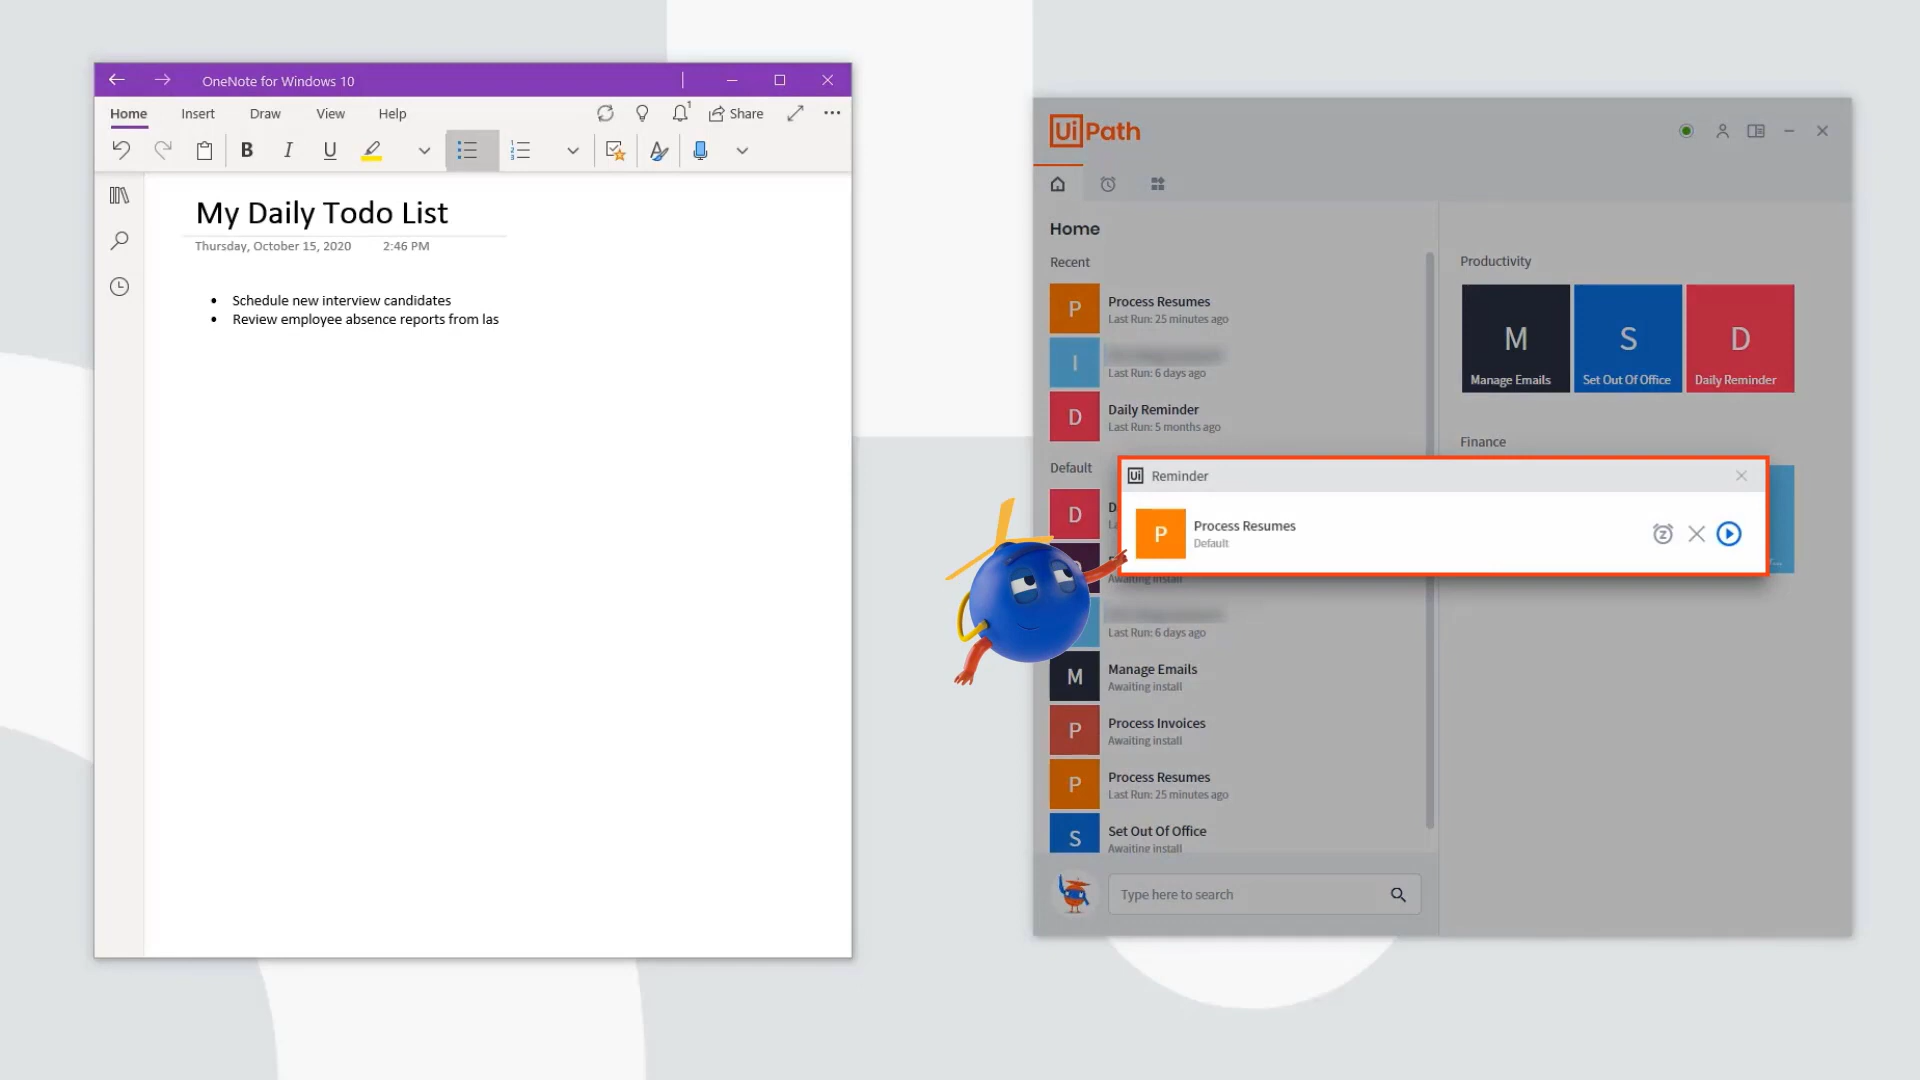 OneNote for Windows 10
Home Insert Draw View Help
1
Share
B I U
My Daily Todo List
Thursday, October 15, 2020 2:46 PM
• Schedule new interview candidates
• Review employee absence reports from las
UiPath
Home
Recent
P Process Resumes
Last Run: 25 minutes ago
I
Last Run: 6 days ago
D Daily Reminder
Last Run: 5 months ago
Default
D
Awaiting install
Last Run: 6 days ago
M Manage Emails
Awaiting install
P Process Invoices
Awaiting install
P Process Resumes
Last Run: 25 minutes ago
S Set Out Of Office
Awaiting install
Type here to search
Productivity
M S D
Manage Emails Set Out Of Office Daily Reminder
Finance
Ui Reminder
P Process Resumes
Default